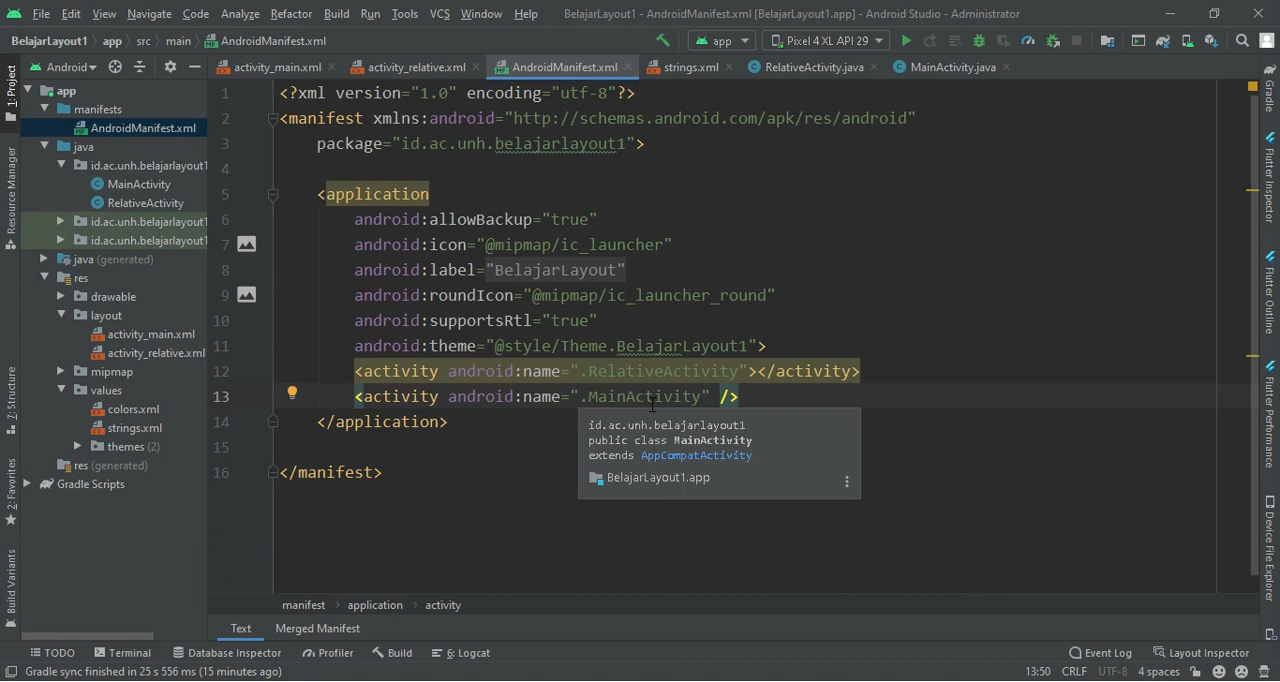 File Edit View Navigate Code Analyze Refactor Build Run Tools VCS Window Help BelajarLayout1 - AndroidManifest.xml [BelajarLayout1.app] - Android Studio - Administrator
BelajarLayout1 app src main AndroidManifest.xml app Pixel 4 XL API 29
Android activity_main.xml activity_relative.xml AndroidManifest.xml strings.xml RelativeActivity.java MainActivity.java
1: Project
Resource Manager
7: Structure
2: Favorites
Build Variants
app
manifests
AndroidManifest.xml
java
id.ac.unh.belajarlayout1
MainActivity
RelativeActivity
id.ac.unh.belajarlayout1
id.ac.unh.belajarlayout1
java (generated)
res
drawable
layout
activity_main.xml
activity_relative.xml
mipmap
values
colors.xml
strings.xml
themes (2)
res (generated)
Gradle Scripts
1 <?xml version="1.0" encoding="utf-8"?>
2 <manifest xmlns:android="http://schemas.android.com/apk/res/android"
3 package="id.ac.unh.belajarlayout1">
4
5 <application
6 android:allowBackup="true"
7 android:icon="@mipmap/ic_launcher"
8 android:label="BelajarLayout"
9 android:roundIcon="@mipmap/ic_launcher_round"
10 android:supportsRtl="true"
11 android:theme="@style/Theme.BelajarLayout1">
12 <activity android:name=".RelativeActivity"></activity>
13 <activity android:name=".MainActivity" />
14 </application>
15
16 </manifest>
id.ac.unh.belajarlayout1
public class MainActivity
extends AppCompatActivity
BelajarLayout1.app
Gradle
Flutter Inspector
Flutter Outline
Flutter Performance
Device File Explorer
manifest application activity
Text Merged Manifest
TODO Terminal Database Inspector Profiler Build 6: Logcat Event Log Layout Inspector
Gradle sync finished in 25 s 556 ms (15 minutes ago) 13:50 CRLF UTF-8 4 spaces